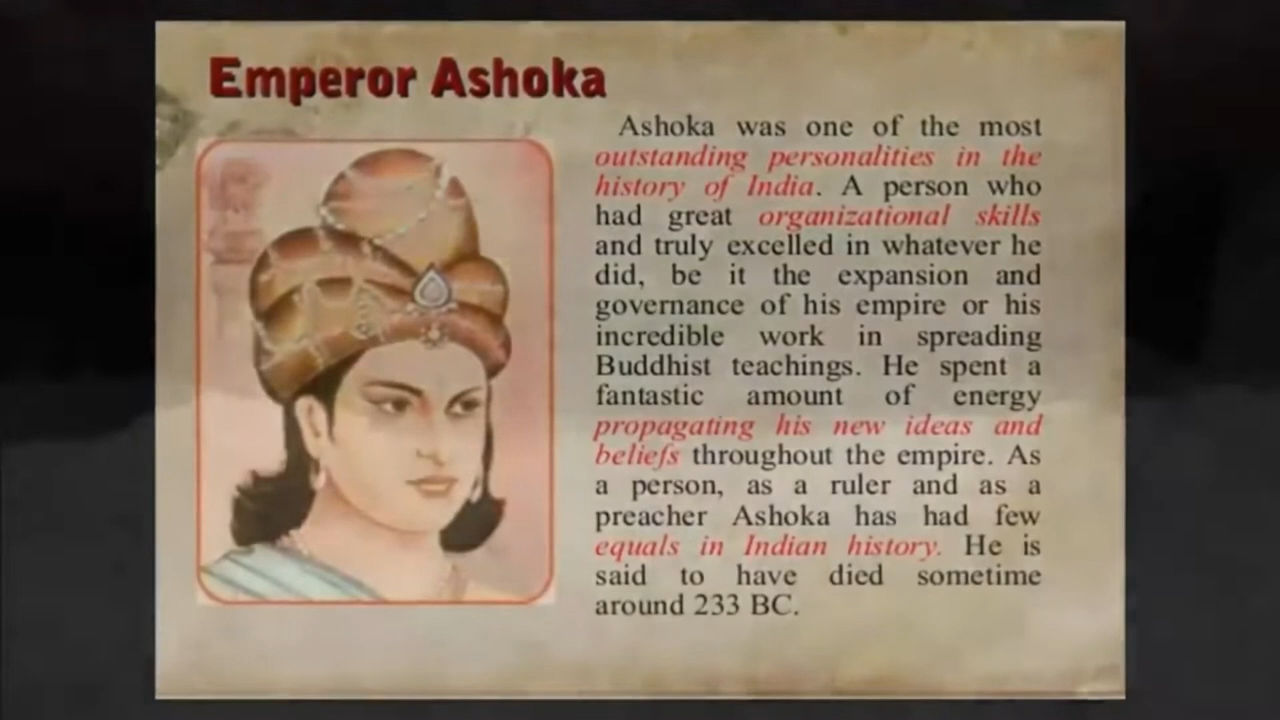 Emperor Ashoka
Ashoka was one of the most
outstanding personalities in the
history of India. A person who
had great organizational skills
and truly excelled in whatever he
did, be it the expansion and
governance of his empire or his
incredible work in spreading
Buddhist teachings. He spent a
fantastic amount of energy
propagating his new ideas and
beliefs throughout the empire. As
a person, as a ruler and as a
preacher Ashoka has had few
equals in Indian history. He is
said to have died sometime
around 233 BC.